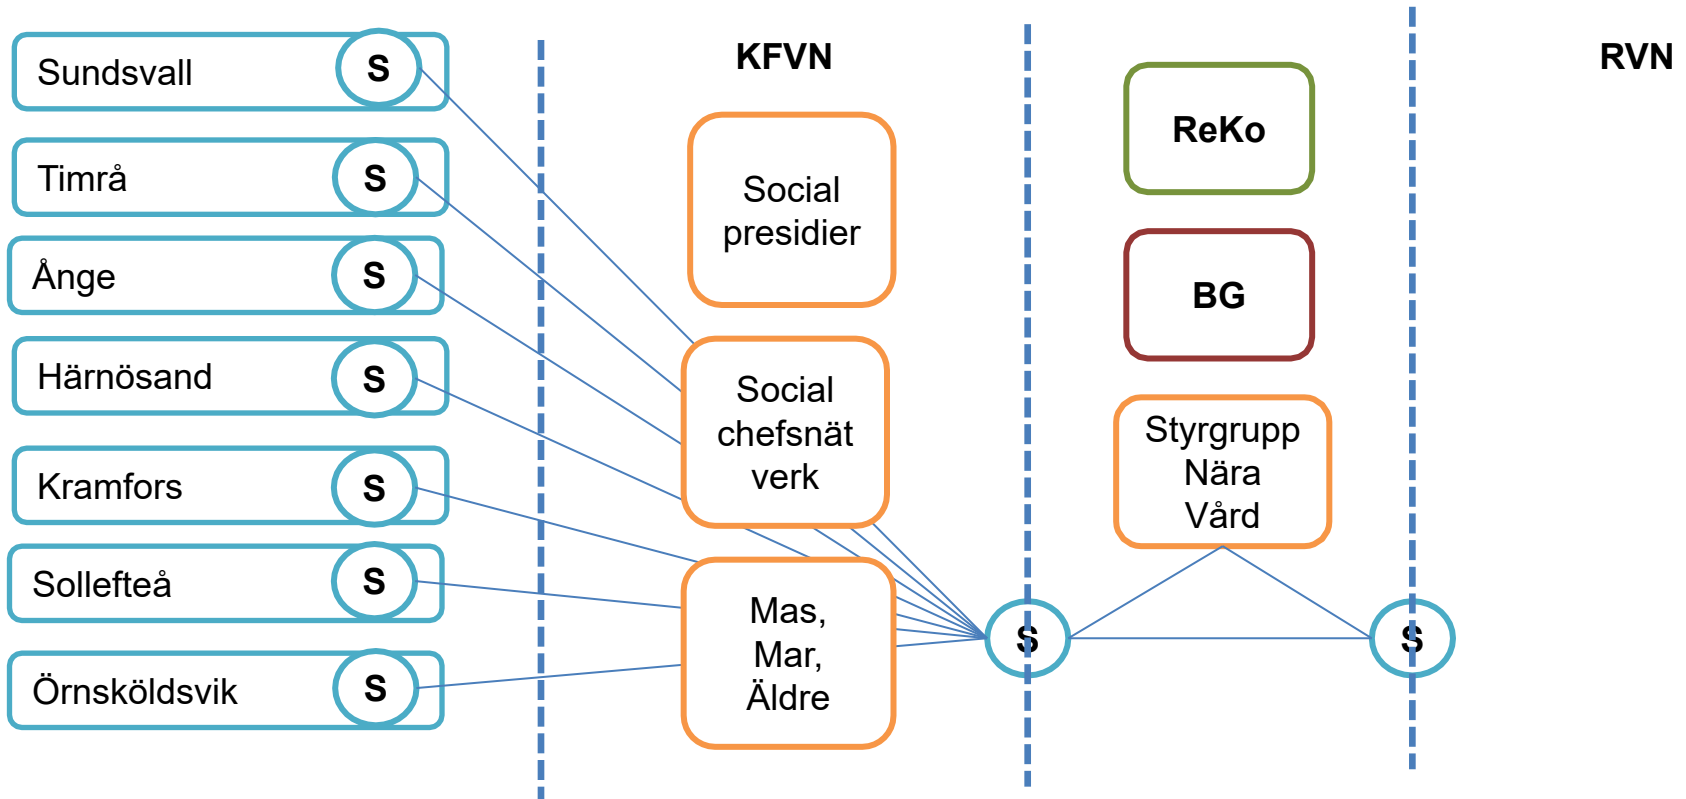 Sundsvall
S
Timrå
S
Ånge
S
Härnösand
S
Kramfors
S
Sollefteå
S
Örnsköldsvik
S
KFVN
Social
presidier
Social
chefsnät
verk
Mas,
Mar,
Äldre
S
ReKo
BG
Styrgrupp
Nära
Vård
S
RVN